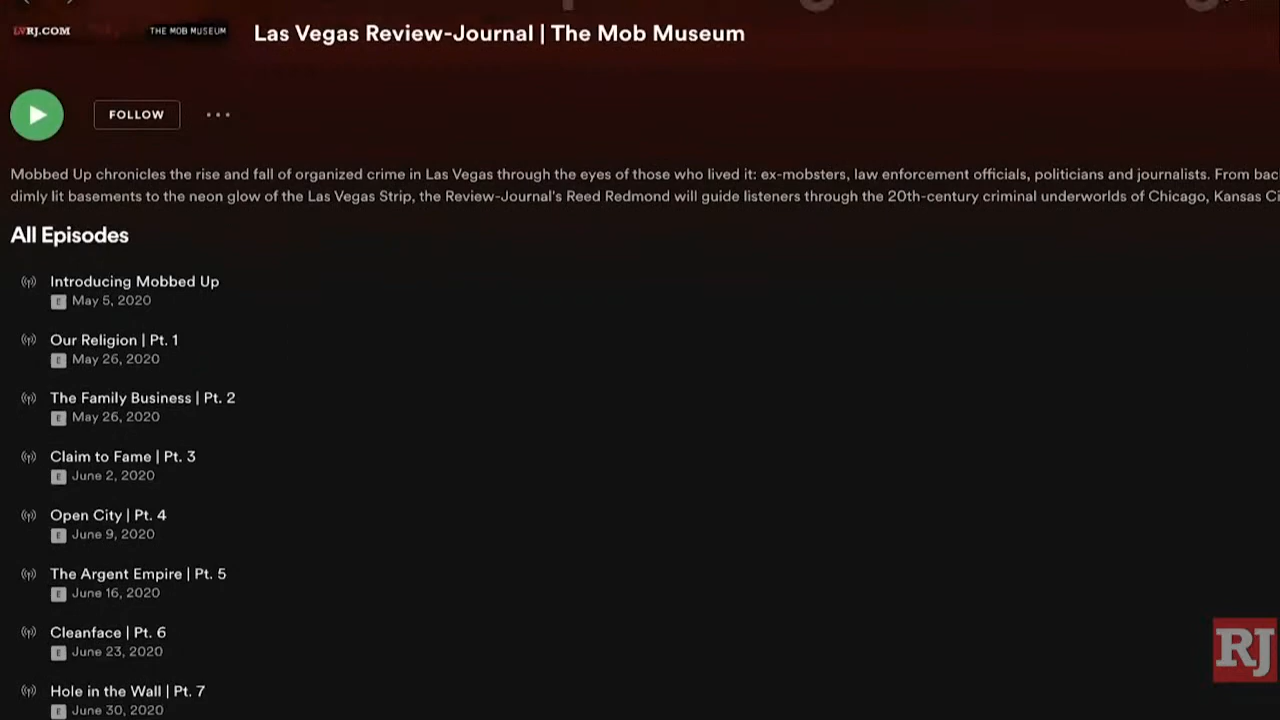 LVRJ.COM
THE MOB MUSEUM
Las Vegas Review-Journal | The Mob Museum
FOLLOW
Mobbed Up chronicles the rise and fall of organized crime in Las Vegas through the eyes of those who lived it: ex-mobsters, law enforcement officials, politicians and journalists. From bac
dimly lit basements to the neon glow of the Las Vegas Strip, the Review-Journal's Reed Redmond will guide listeners through the 20th-century criminal underworlds of Chicago, Kansas Ci
All Episodes
Introducing Mobbed Up
E May 5, 2020
Our Religion | Pt. 1
E May 26, 2020
The Family Business | Pt. 2
E May 26, 2020
Claim to Fame | Pt. 3
E June 2, 2020
Open City | Pt. 4
E June 9, 2020
The Argent Empire | Pt. 5
E June 16, 2020
Cleanface | Pt. 6
E June 23, 2020
Hole in the Wall | Pt. 7
E June 30, 2020
RJ